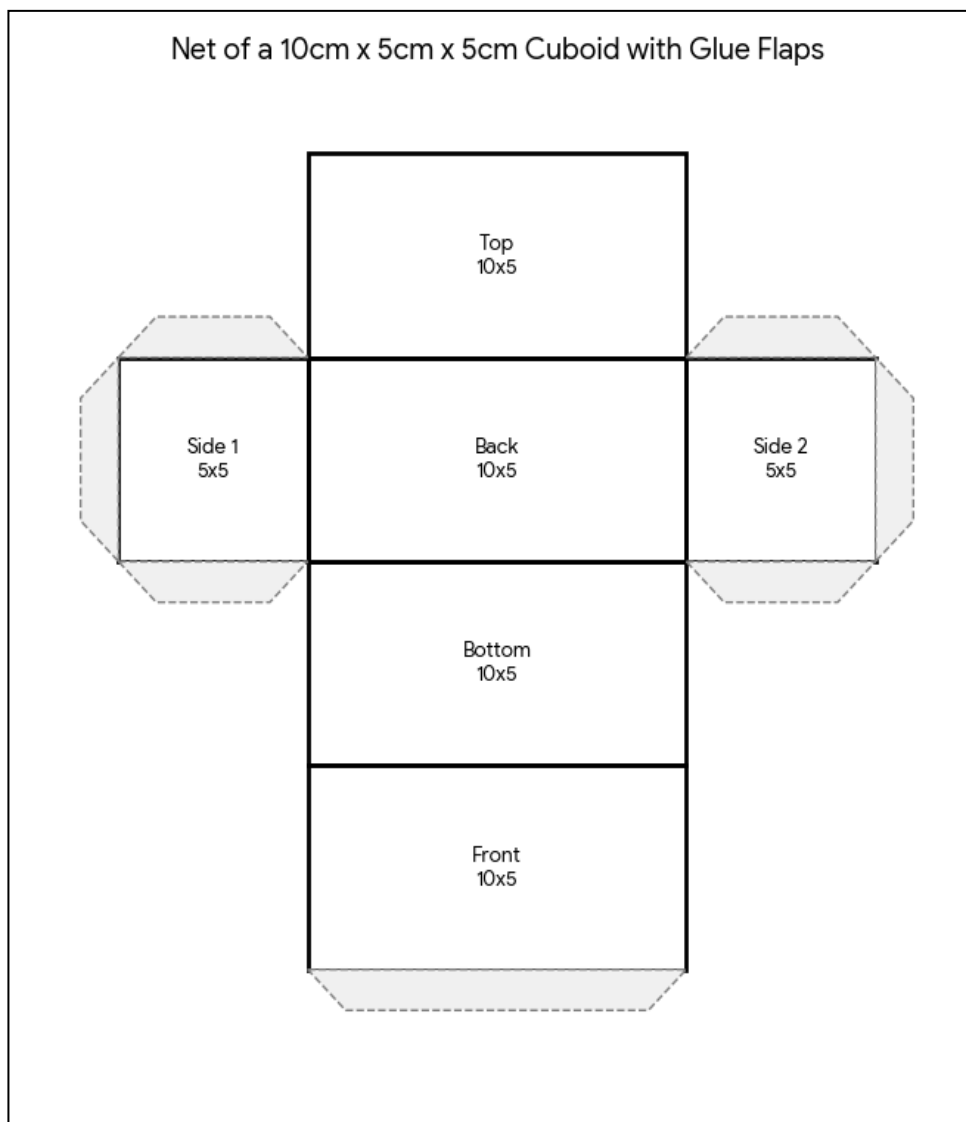 Net of a 10cm x 5cm x 5cm Cuboid with Glue Flaps
Top
10x5
Side 1
5x5
Back
10x5
Side 2
5x5
Bottom
10x5
Front
10x5